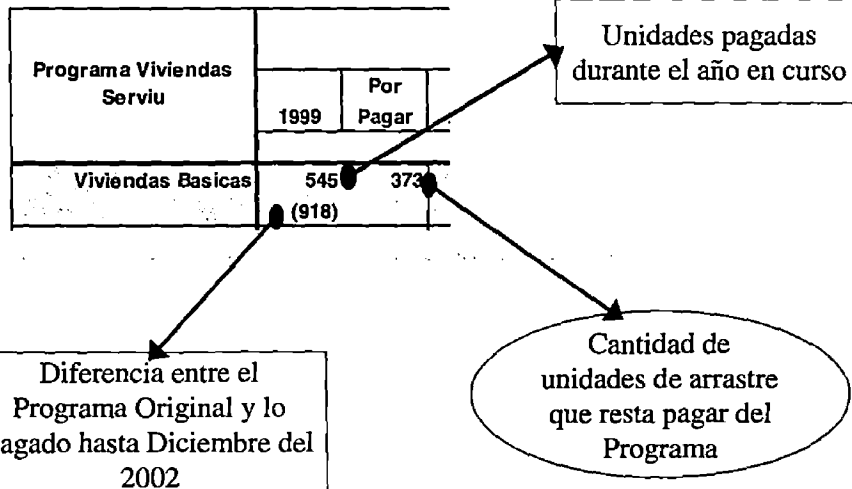 Unidades pagadas
durante el año en curso
Programa Viviendas
Serviu
1999
Por
Pagar
Viviendas Basicas 545 373
(918)
Diferencia entre el
Programa Original y lo
agado hasta Diciembre del
2002
Cantidad de
unidades de arrastre
que resta pagar del
Programa